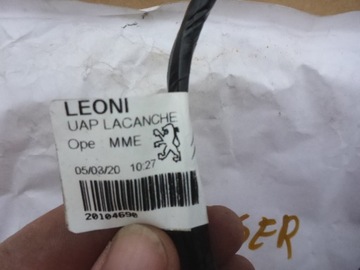 LEONI
UAP LACANCHE
Ope MME
05/03/20 10:27
20104690
SER